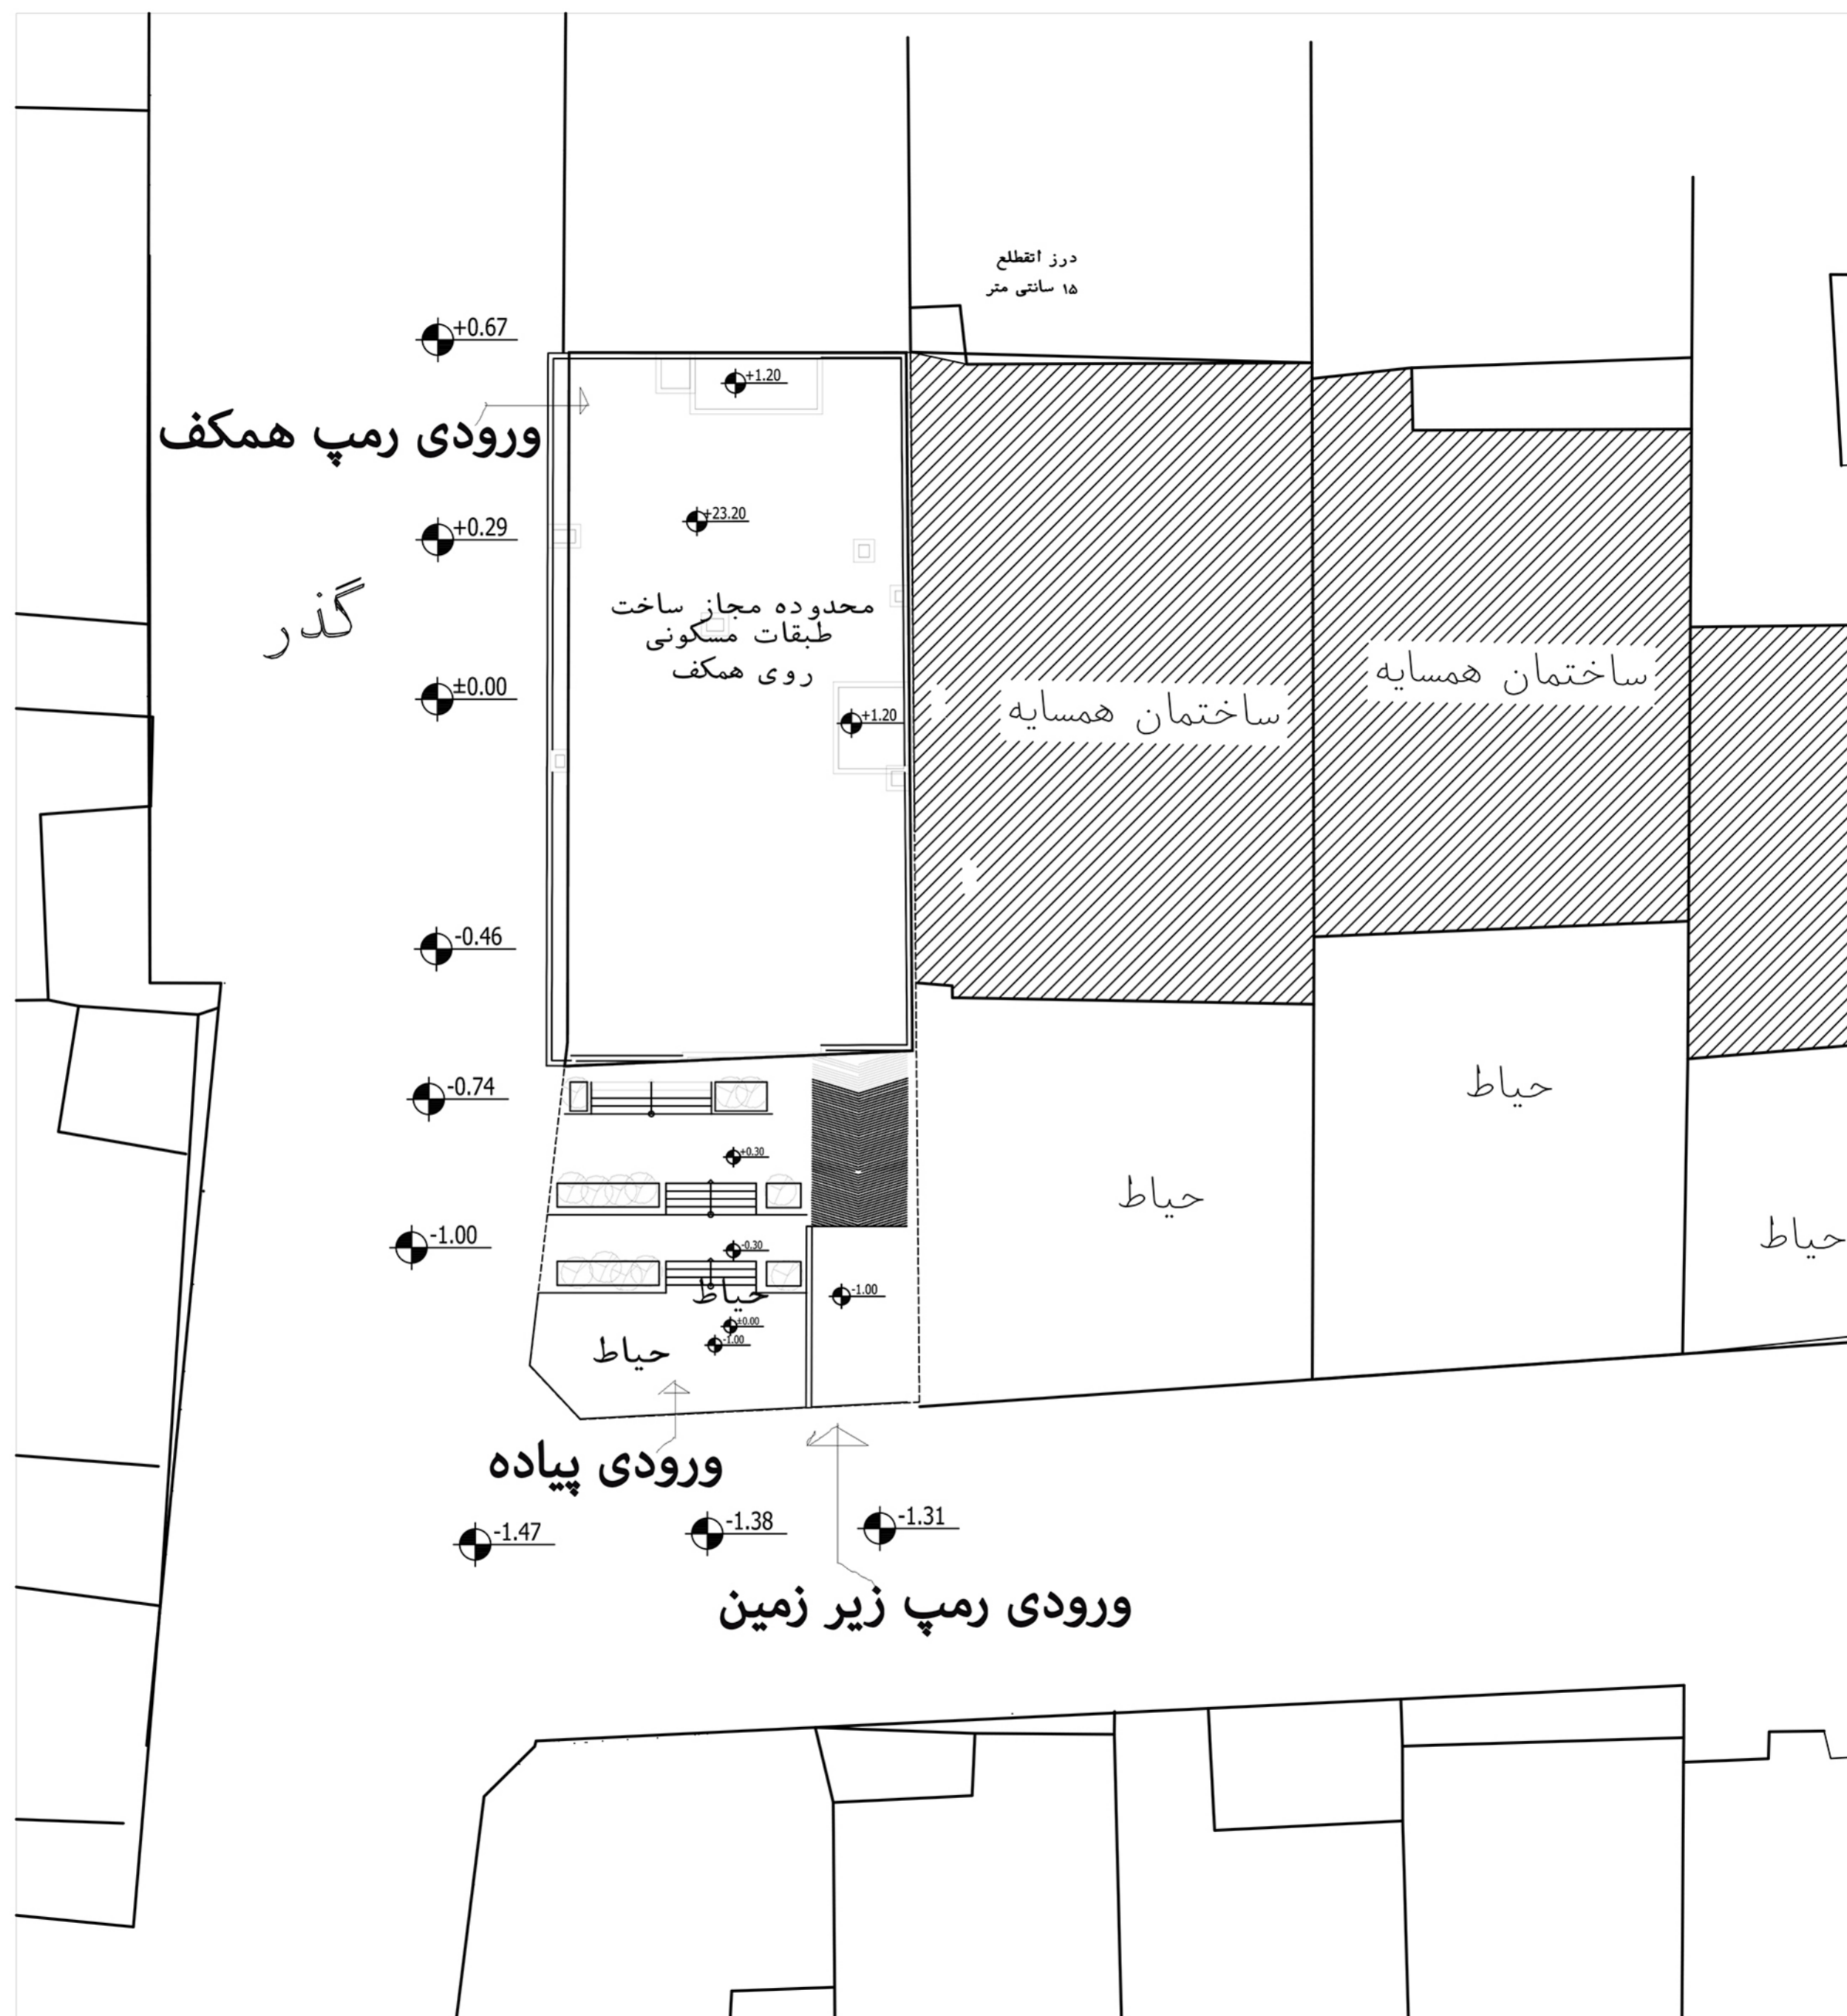 درز اتقطلع
۱۵ سانتی متر
+0.67
+1.20
ورودی رمپ همکف
+23.20
+0.29
گذر
محدوده مجاز ساخت
طبقات مسکونی
روی همکف
±0.00
+1.20
ساختمان همسایه
ساختمان همسایه
-0.46
-0.74
حیاط
+0.30
حیاط
-1.00
-0.30
حیاط
-1.00
حیاط
±0.00
-1.00
حیاط
ورودی پیاده
-1.47
-1.38
-1.31
ورودی رمپ زیر زمین